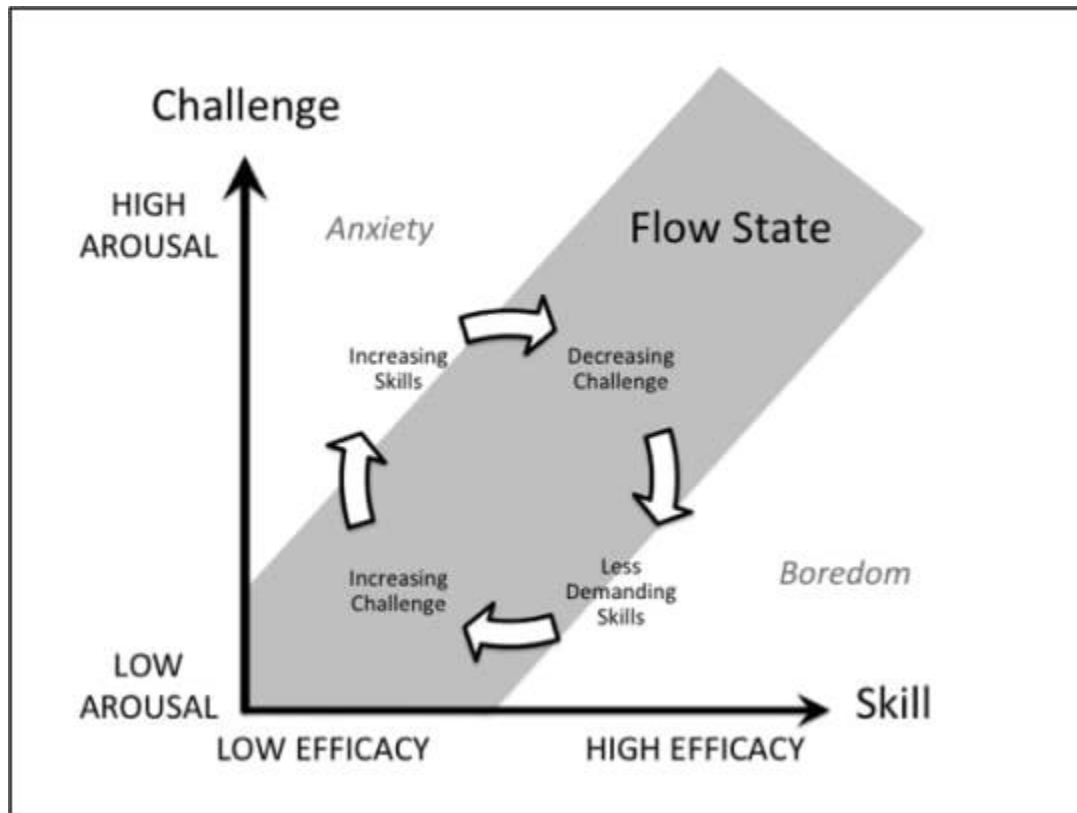 Challenge
HIGH
AROUSAL
Anxiety
Flow State
Increasing
Skills
Decreasing
Challenge
Increasing
Challenge
Less
Demanding
Skills
Boredom
LOW
AROUSAL
Skill
LOW EFFICACY
HIGH EFFICACY